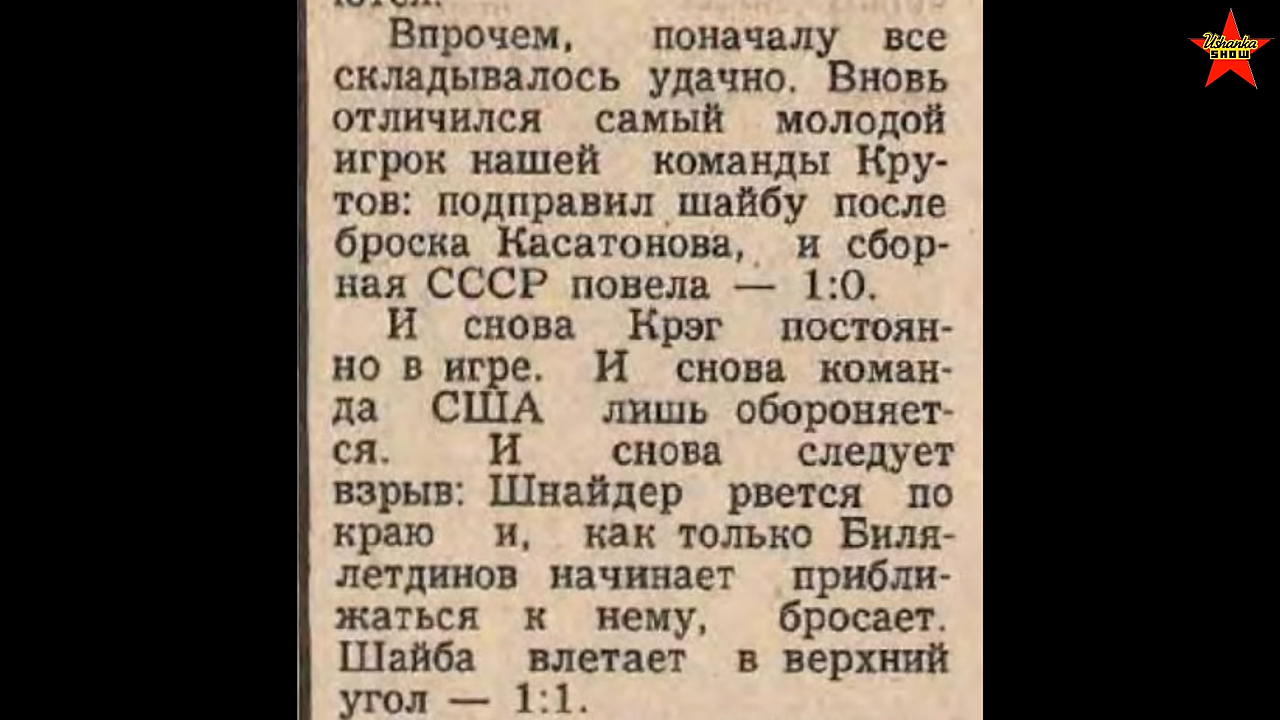 Впрочем, поначалу все
складывалось удачно. Вновь
отличился самый молодой
игрок нашей команды Кру-
тов: подправил шайбу после
броска Касатонова, и сбор-
ная СССР повела — 1:0.
И снова Крэг постоян-
но в игре. И снова коман-
да США лишь обороняет-
ся. И снова следует
взрыв: Шнайдер рвется по
краю и, как только Биля-
летдинов начинает прибли-
жаться к нему, бросает.
Шайба влетает в верхний
угол — 1:1.
Ushanka
SHOW